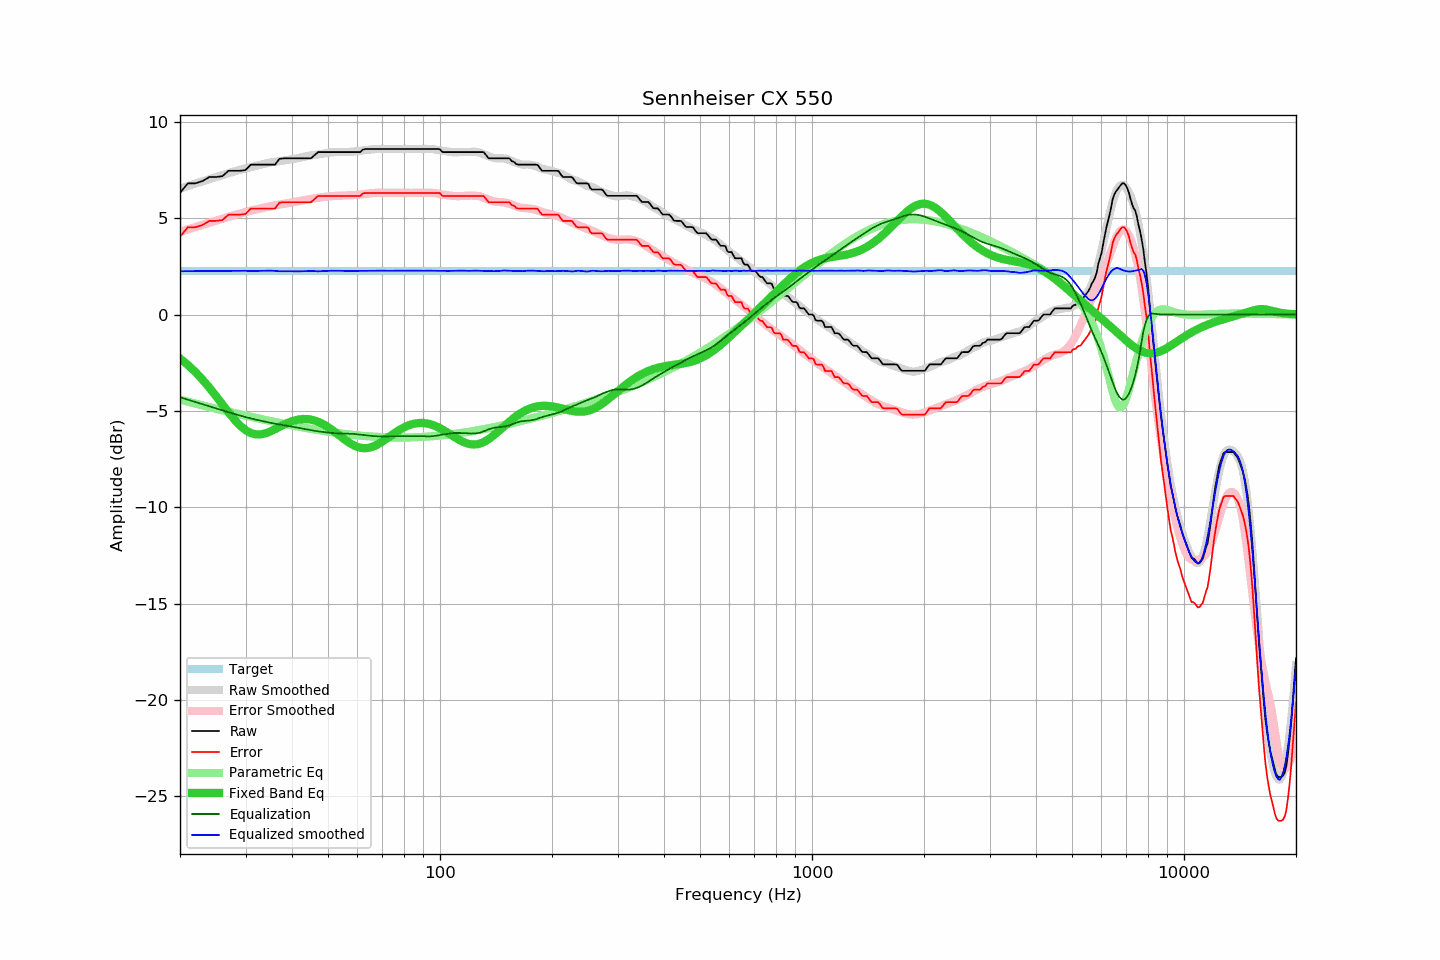 Sennheiser CX 550
10
5
0
−5
−10
−15
−20
−25
Amplitude (dBr)
Target
Raw Smoothed
Error Smoothed
Raw
Error
Parametric Eq
Fixed Band Eq
Equalization
Equalized smoothed
100
1000
10000
Frequency (Hz)